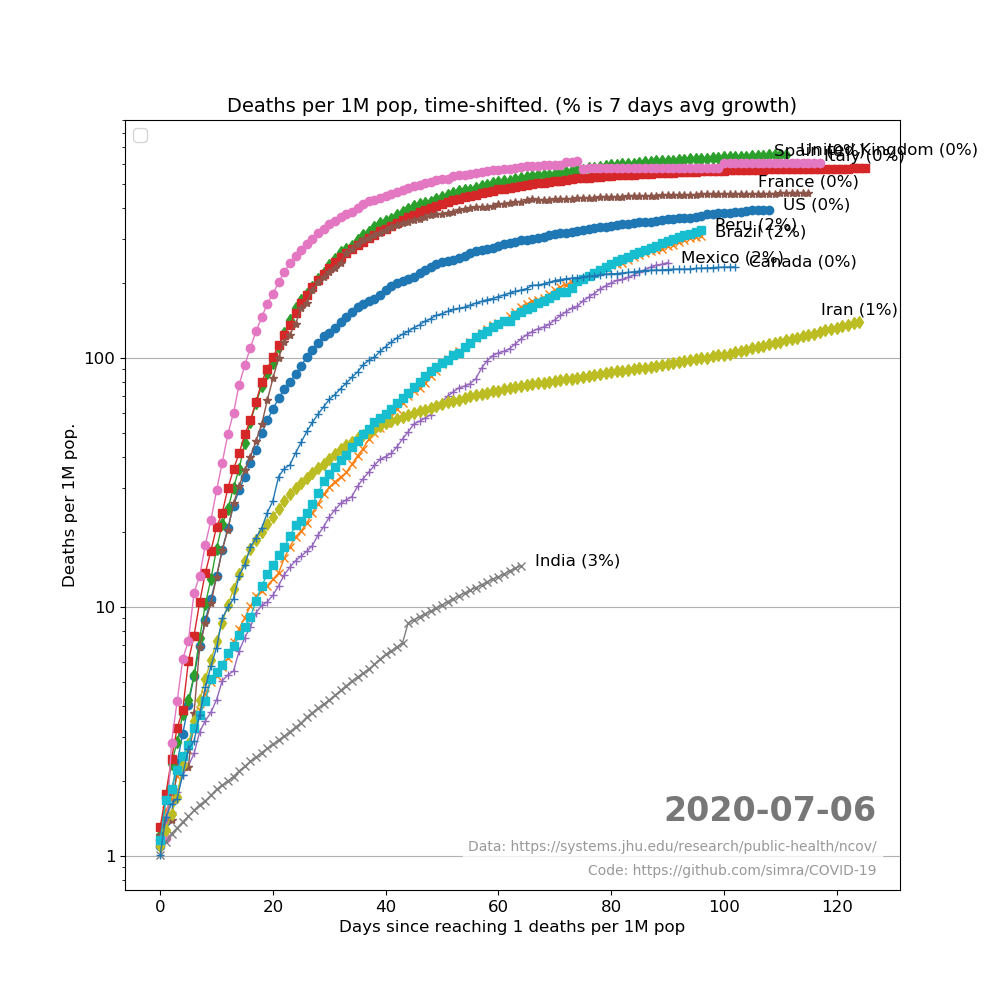 Deaths per 1M pop, time-shifted. (% is 7 days avg growth)
Spain (0%)
United Kingdom (0%)
Italy (0%)
France (0%)
US (0%)
Peru (2%)
Brazil (2%)
Mexico (2%)
Canada (0%)
Iran (1%)
100
India (3%)
10
1
Deaths per 1M pop.
2020-07-06
Data: https://systems.jhu.edu/research/public-health/ncov/
Code: https://github.com/simra/COVID-19
0 20 40 60 80 100 120
Days since reaching 1 deaths per 1M pop